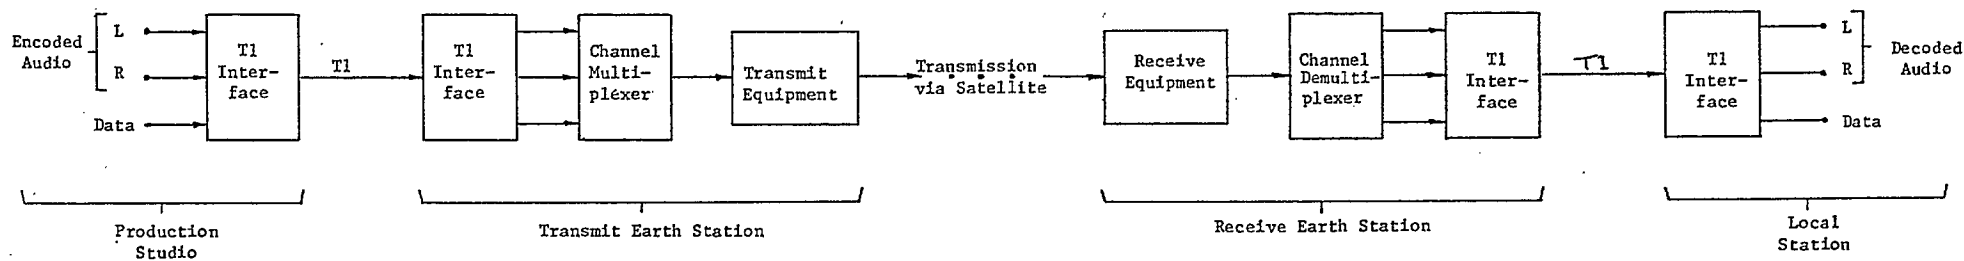 Encoded
Audio
L
R
Data
T1
Inter-
face
T1
T1
Inter-
face
Channel
Multi-
plexer
Transmit
Equipment
Transmission
via Satellite
Receive
Equipment
Channel
Demulti-
plexer
T1
Inter-
face
T1
T1
Inter-
face
L
R
Data
Decoded
Audio
Production
Studio
Transmit Earth Station
Receive Earth Station
Local
Station